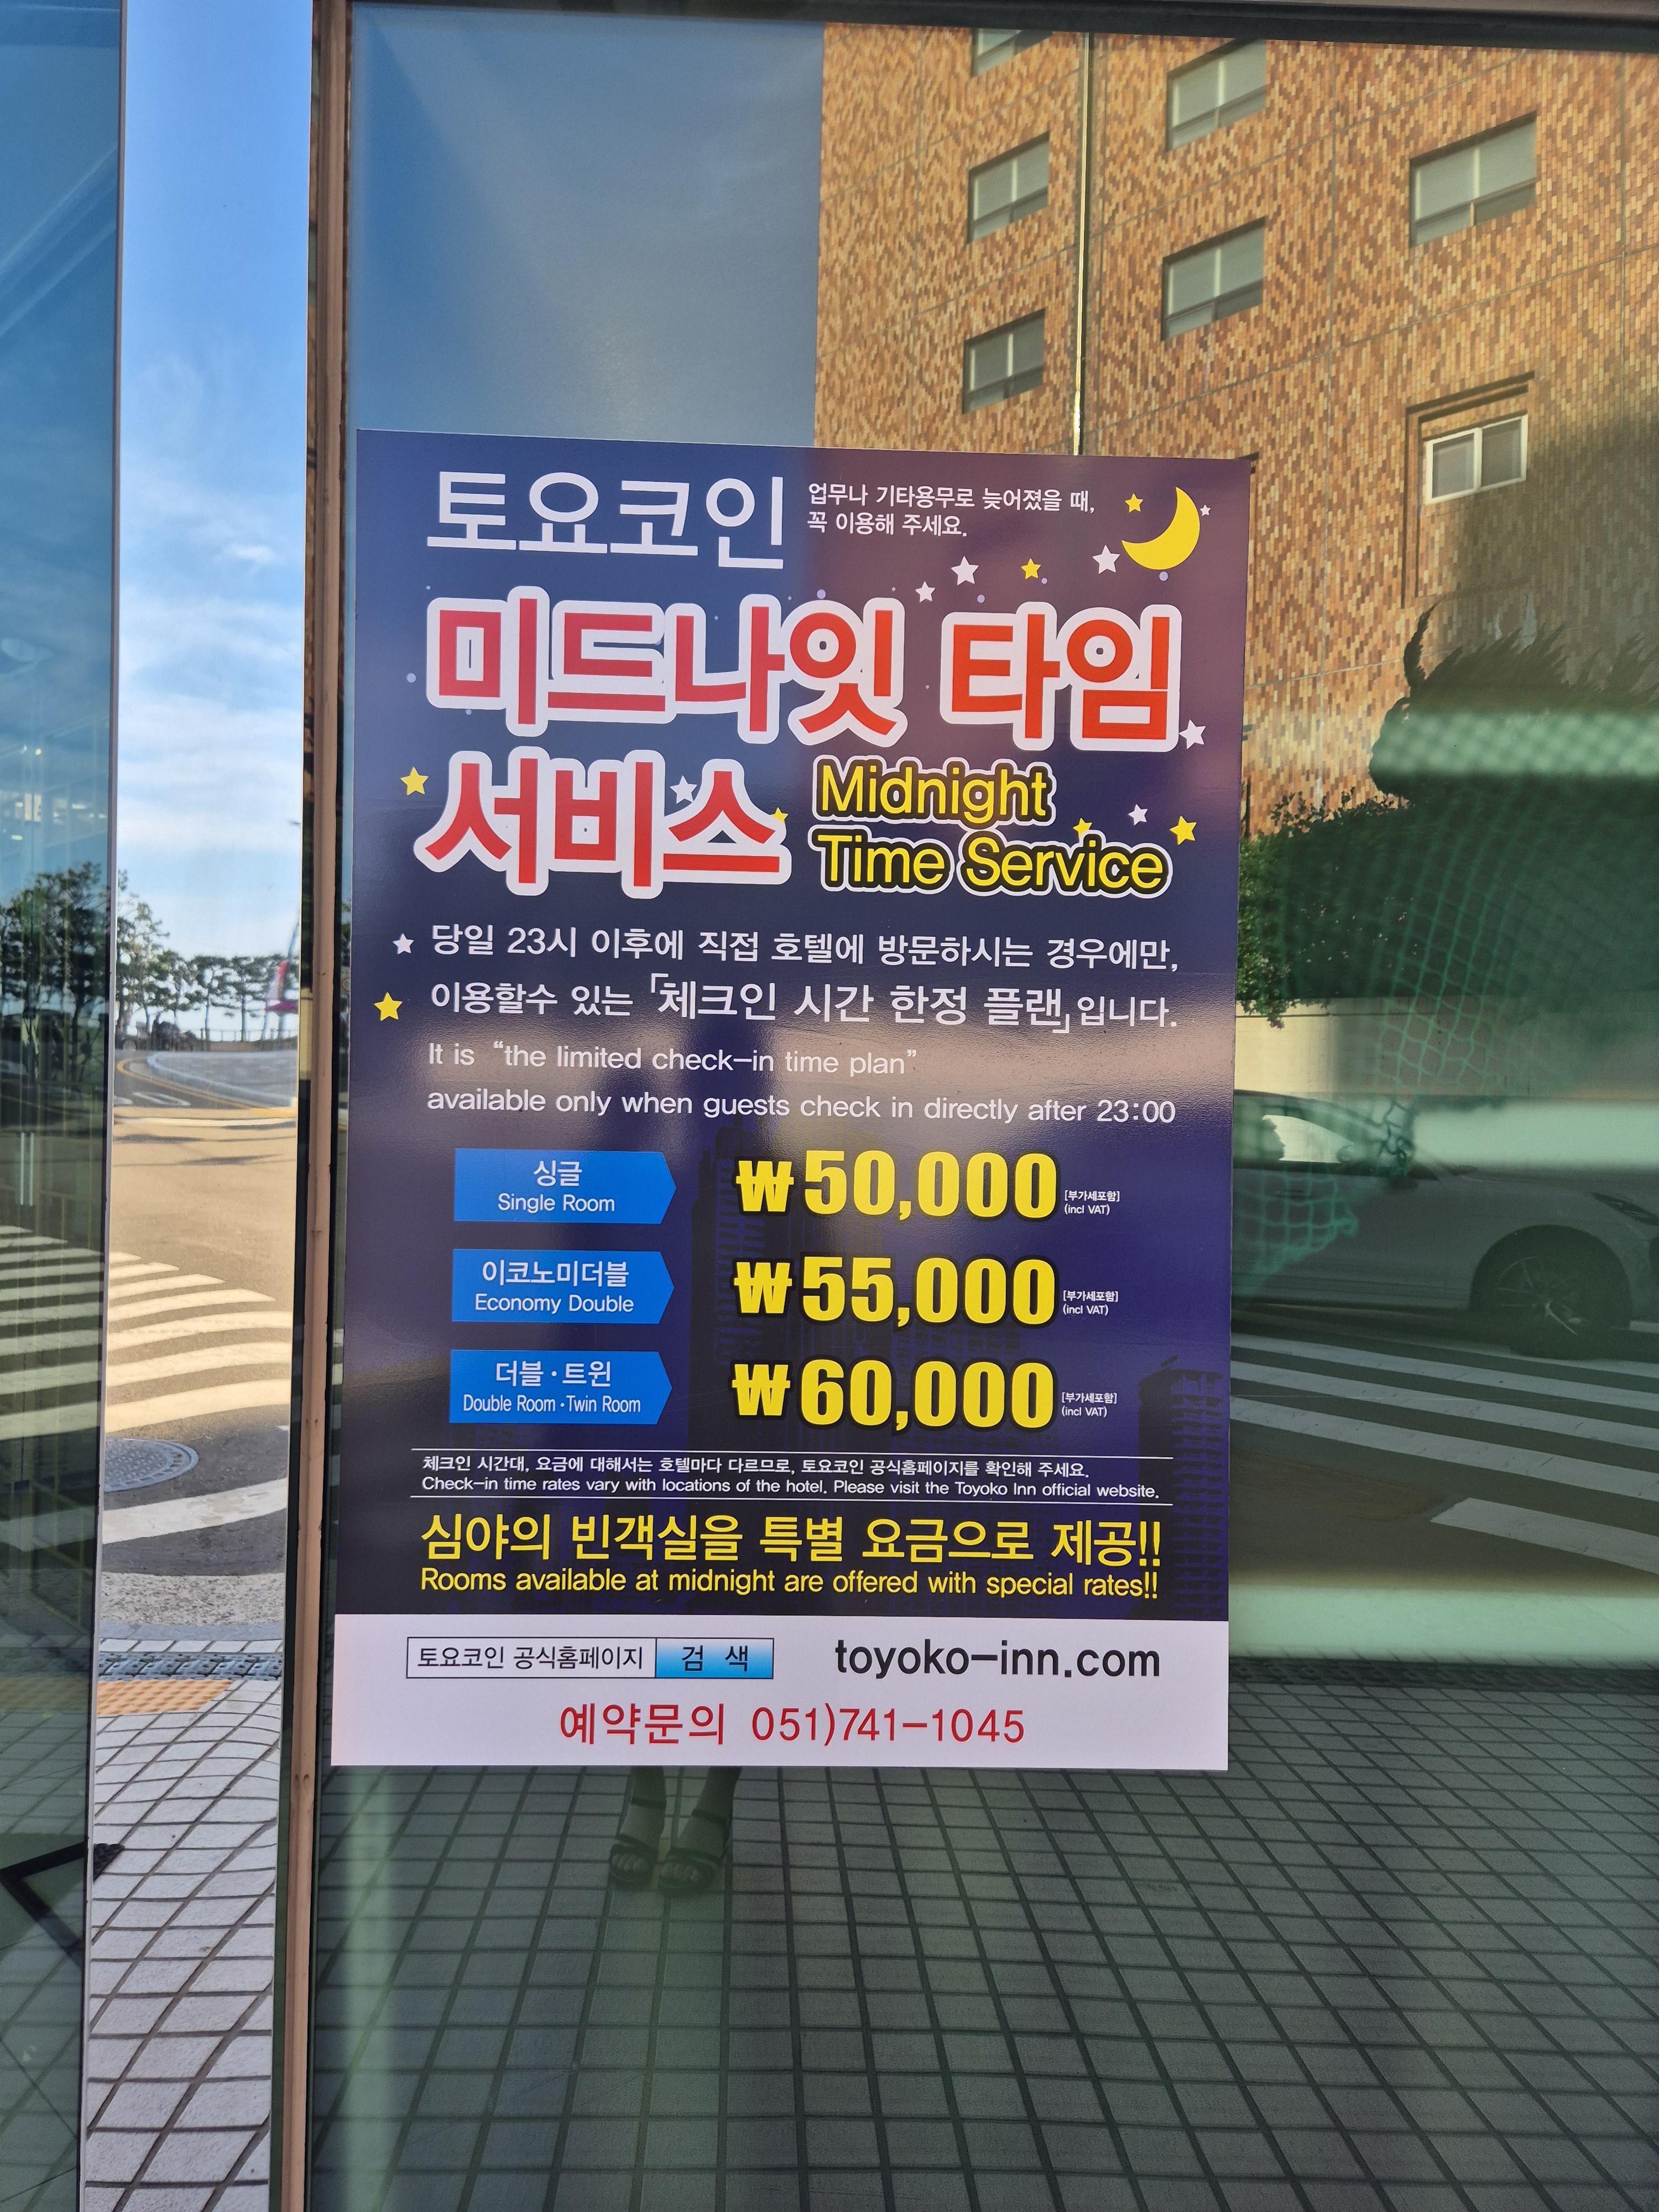 토요코인
업무나 기타용무로 늦어졌을 때,
꼭 이용해 주세요.
미드나잇 타임
서비스
Midnight
Time Service
당일 23시 이후에 직접 호텔에 방문하시는 경우에만,
이용할수 있는 「체크인 시간 한정 플랜」입니다.
It is “the limited check-in time plan”
available only when guests check in directly after 23:00
싱글
Single Room
₩50,000
[부가세포함]
(incl VAT)
이코노미더블
Economy Double
₩55,000
[부가세포함]
(incl VAT)
더블·트윈
Double Room·Twin Room
₩60,000
[부가세포함]
(incl VAT)
체크인 시간대, 요금에 대해서는 호텔마다 다르므로, 토요코인 공식홈페이지를 확인해 주세요.
Check-in time rates vary with locations of the hotel. Please visit the Toyoko Inn official website.
심야의 빈객실을 특별 요금으로 제공!!
Rooms available at midnight are offered with special rates!!
토요코인 공식홈페이지 검 색 toyoko-inn.com
예약문의 051)741-1045